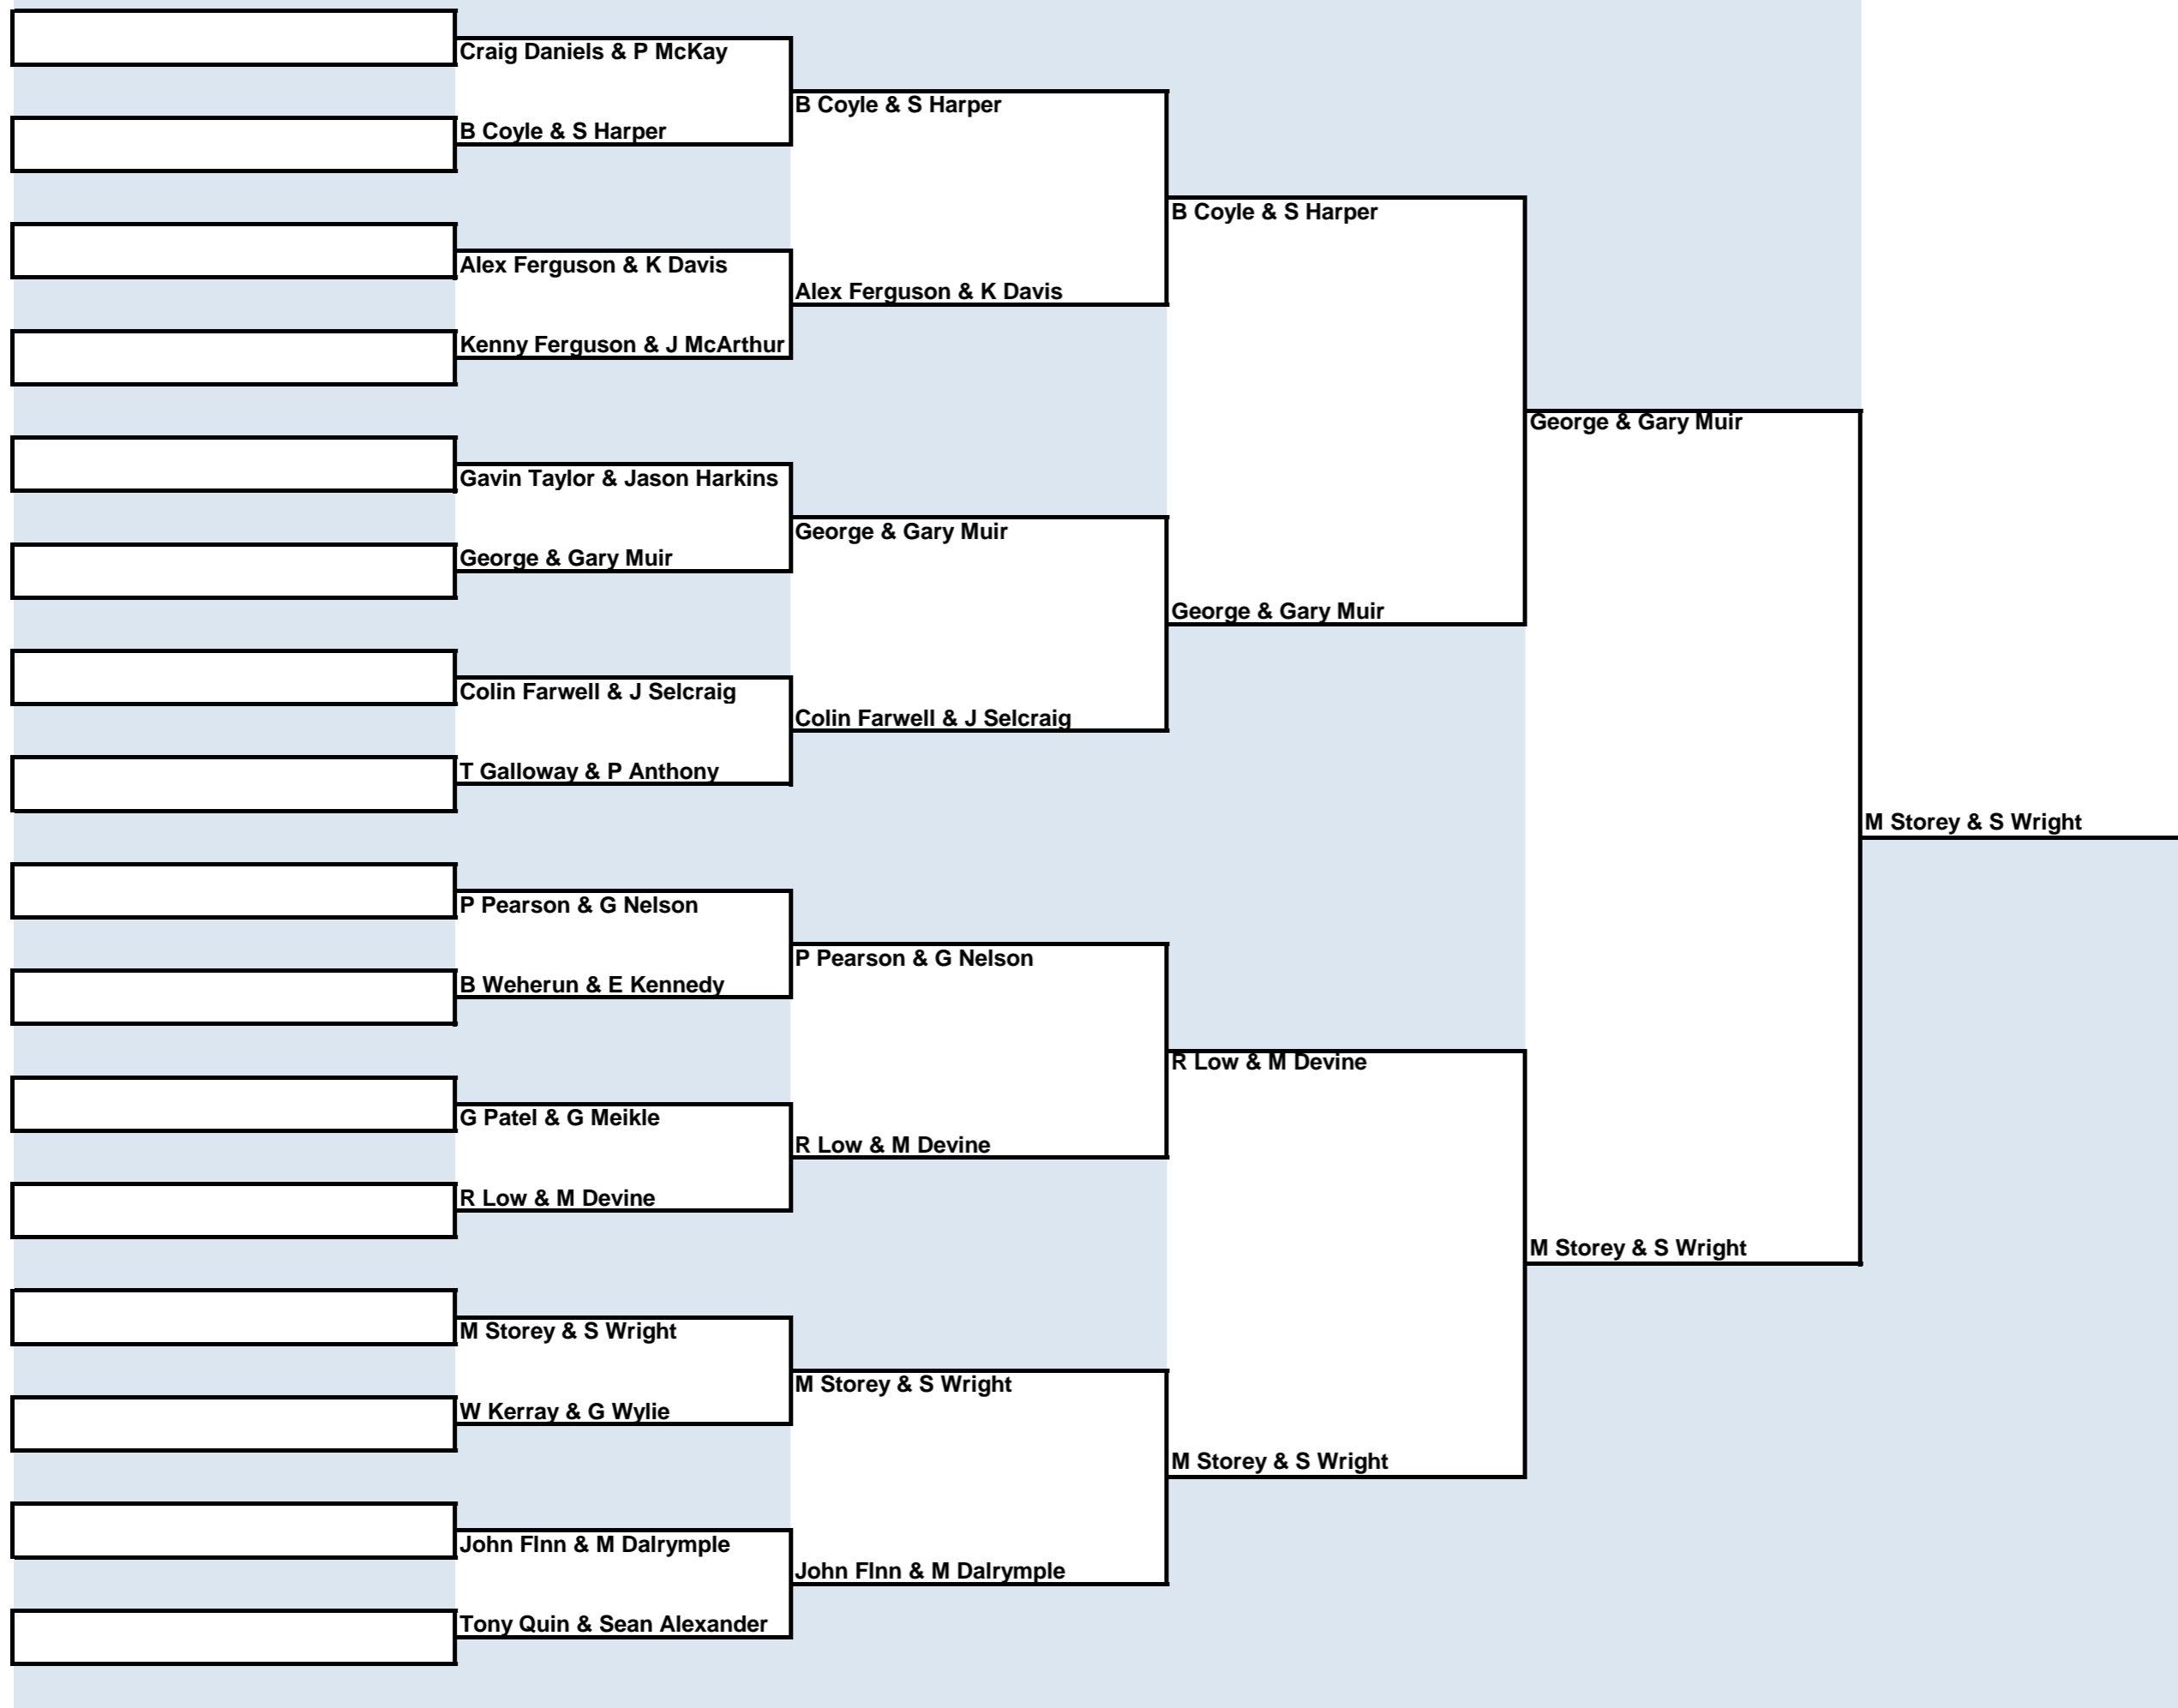 Craig Daniels & P McKay
B Coyle & S Harper
Alex Ferguson & K Davis
Kenny Ferguson & J McArthur
Gavin Taylor & Jason Harkins
George & Gary Muir
Colin Farwell & J Selcraig
T Galloway & P Anthony
P Pearson & G Nelson
B Weherun & E Kennedy
G Patel & G Meikle
R Low & M Devine
M Storey & S Wright
W Kerray & G Wylie
John FInn & M Dalrymple
Tony Quin & Sean Alexander
B Coyle & S Harper
Alex Ferguson & K Davis
George & Gary Muir
Colin Farwell & J Selcraig
P Pearson & G Nelson
R Low & M Devine
M Storey & S Wright
John FInn & M Dalrymple
B Coyle & S Harper
George & Gary Muir
R Low & M Devine
M Storey & S Wright
George & Gary Muir
M Storey & S Wright
M Storey & S Wright